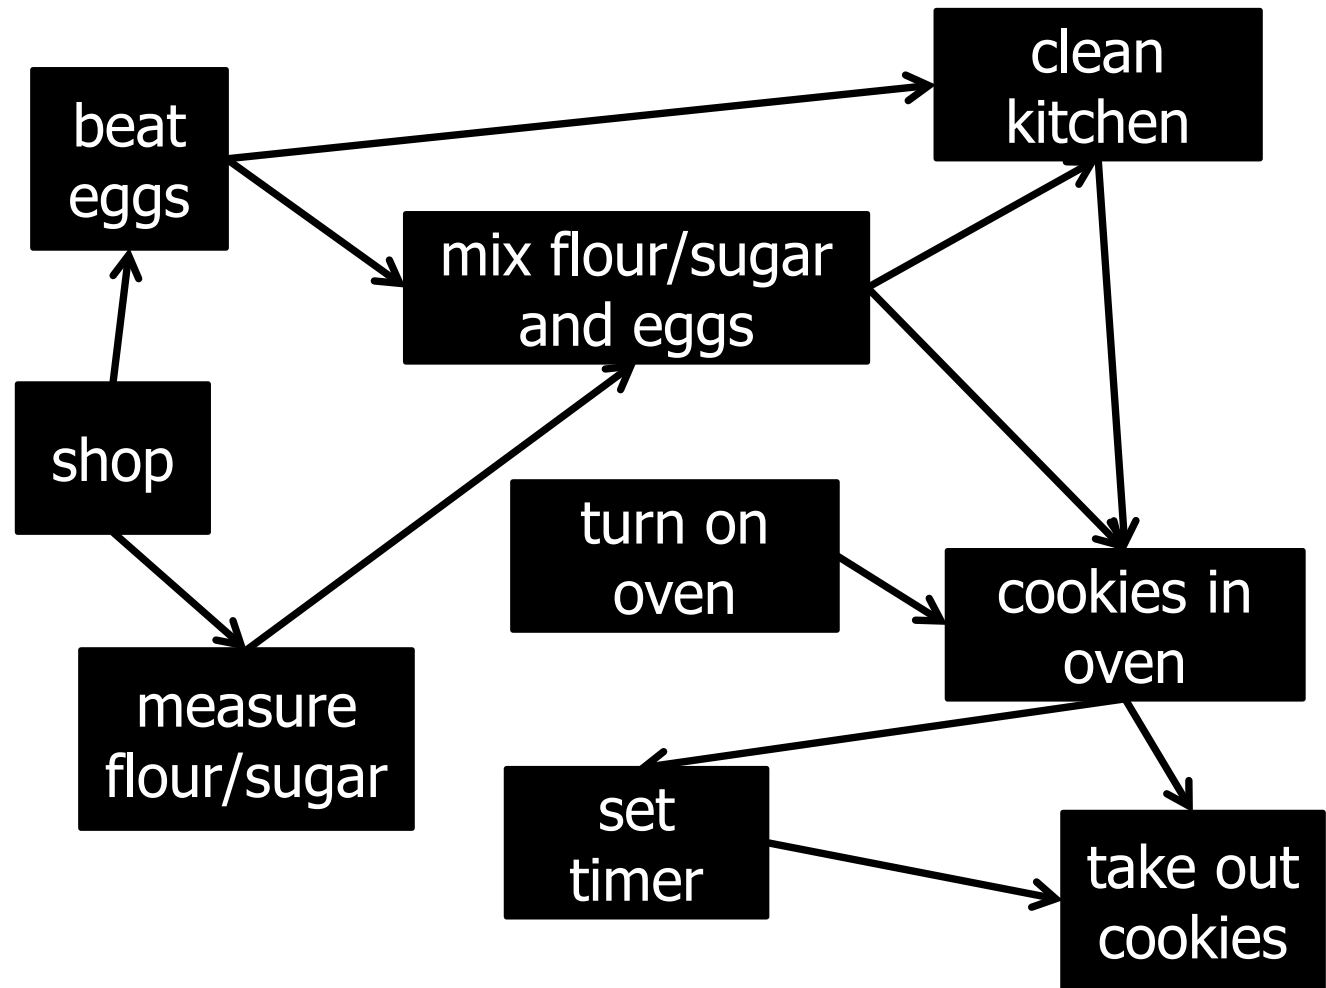 clean
kitchen
beat
eggs
mix flour/sugar
and eggs
shop
turn on
oven
cookies in
oven
measure
flour/sugar
set
timer
take out
cookies